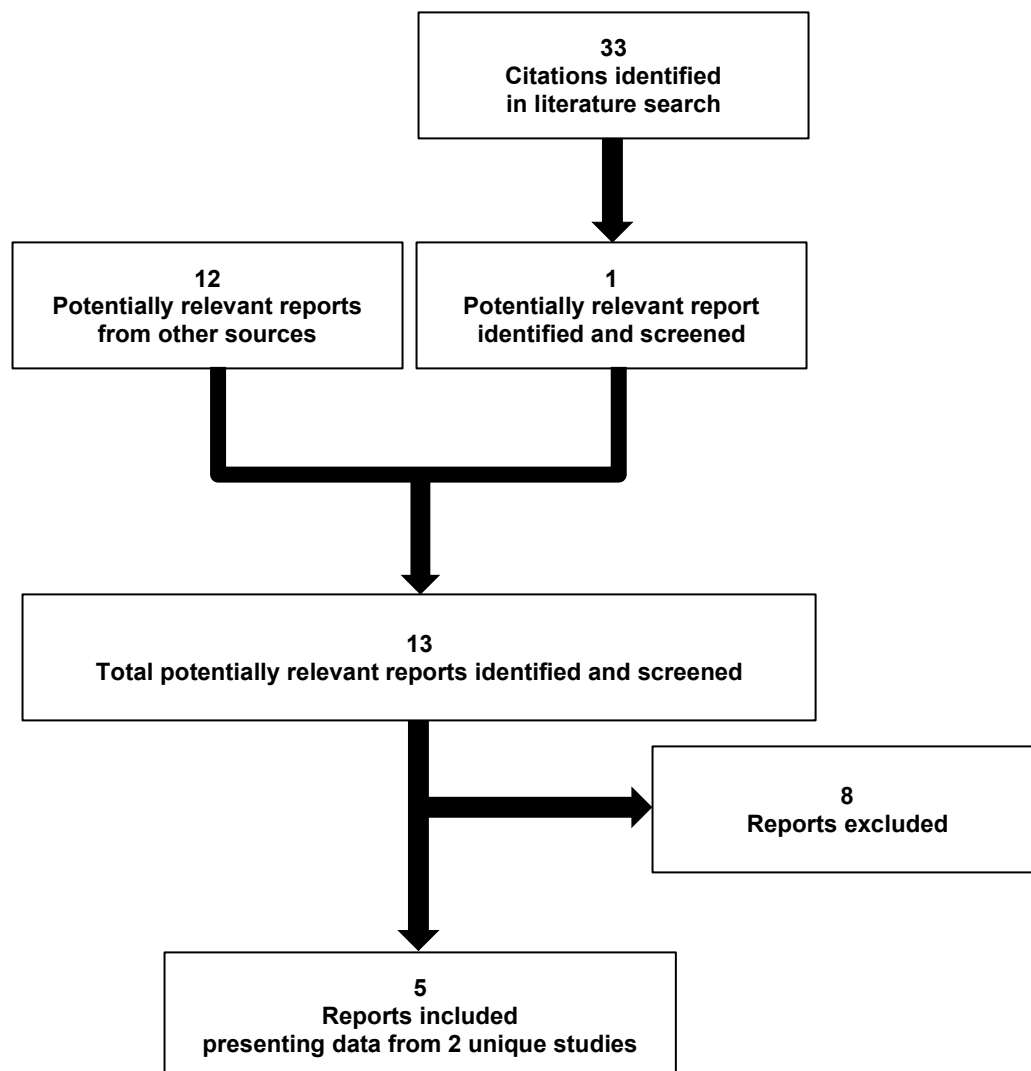 33
Citations identified
in literature search
12
Potentially relevant reports
from other sources
1
Potentially relevant report
identified and screened
13
Total potentially relevant reports identified and screened
8
Reports excluded
5
Reports included
presenting data from 2 unique studies